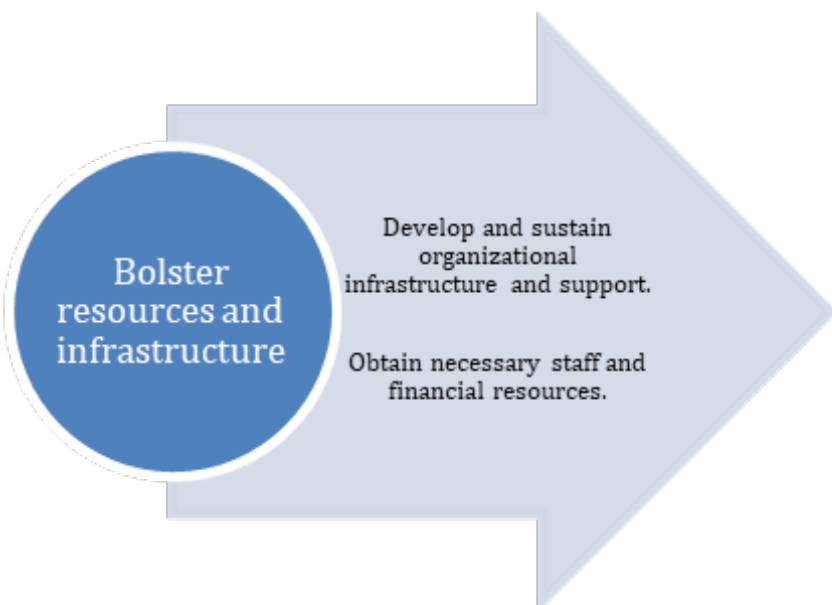 Bolster
resources and
infrastructure
Develop and sustain
organizational
infrastructure and support.
Obtain necessary staff and
financial resources.